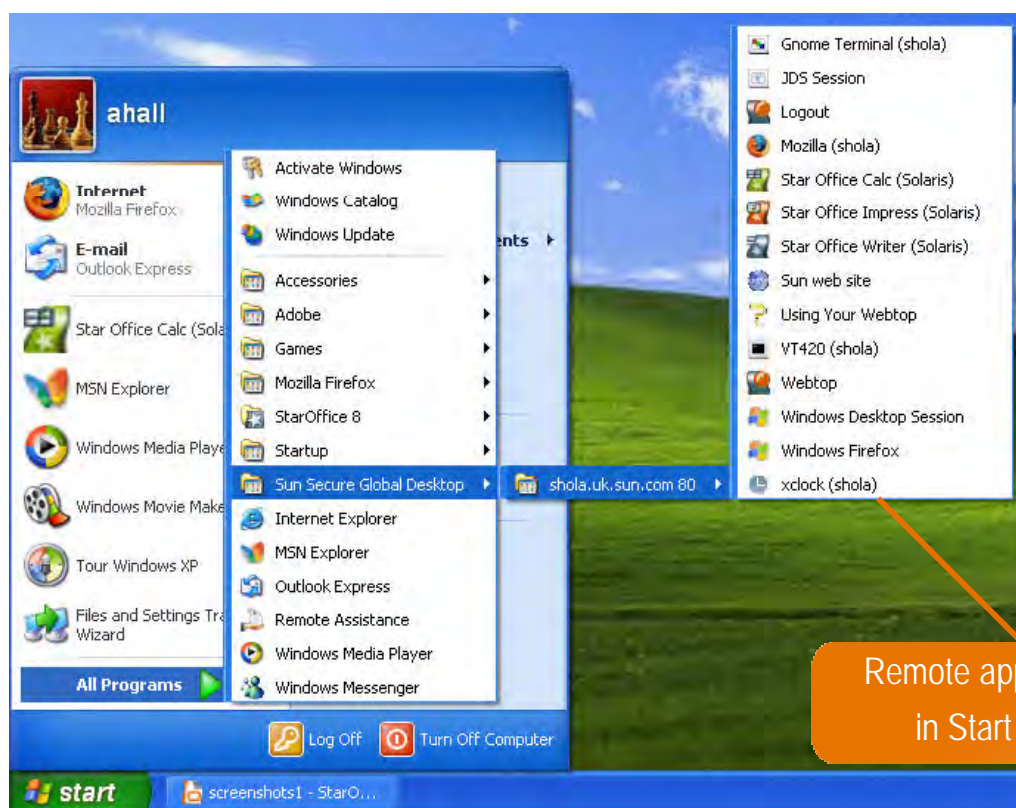 ahall
Internet
Mozilla Firefox
E-mail
Outlook Express
Star Office Calc (Sola
MSN Explorer
Windows Media Playe
Windows Movie Make
Tour Windows XP
Files and Settings Tra
Wizard
All Programs
ents
Activate Windows
Windows Catalog
Windows Update
Accessories
Adobe
Games
Mozilla Firefox
StarOffice 8
Startup
Sun Secure Global Desktop
Internet Explorer
MSN Explorer
Outlook Express
Remote Assistance
Windows Media Player
Windows Messenger
shola.uk.sun.com 80
Gnome Terminal (shola)
JDS Session
Logout
Mozilla (shola)
Star Office Calc (Solaris)
Star Office Impress (Solaris)
Star Office Writer (Solaris)
Sun web site
Using Your Webtop
VT420 (shola)
Webtop
Windows Desktop Session
Windows Firefox
xclock (shola)
Remote app
in Start
Log Off
Turn Off Computer
start
screenshots1 - StarO...